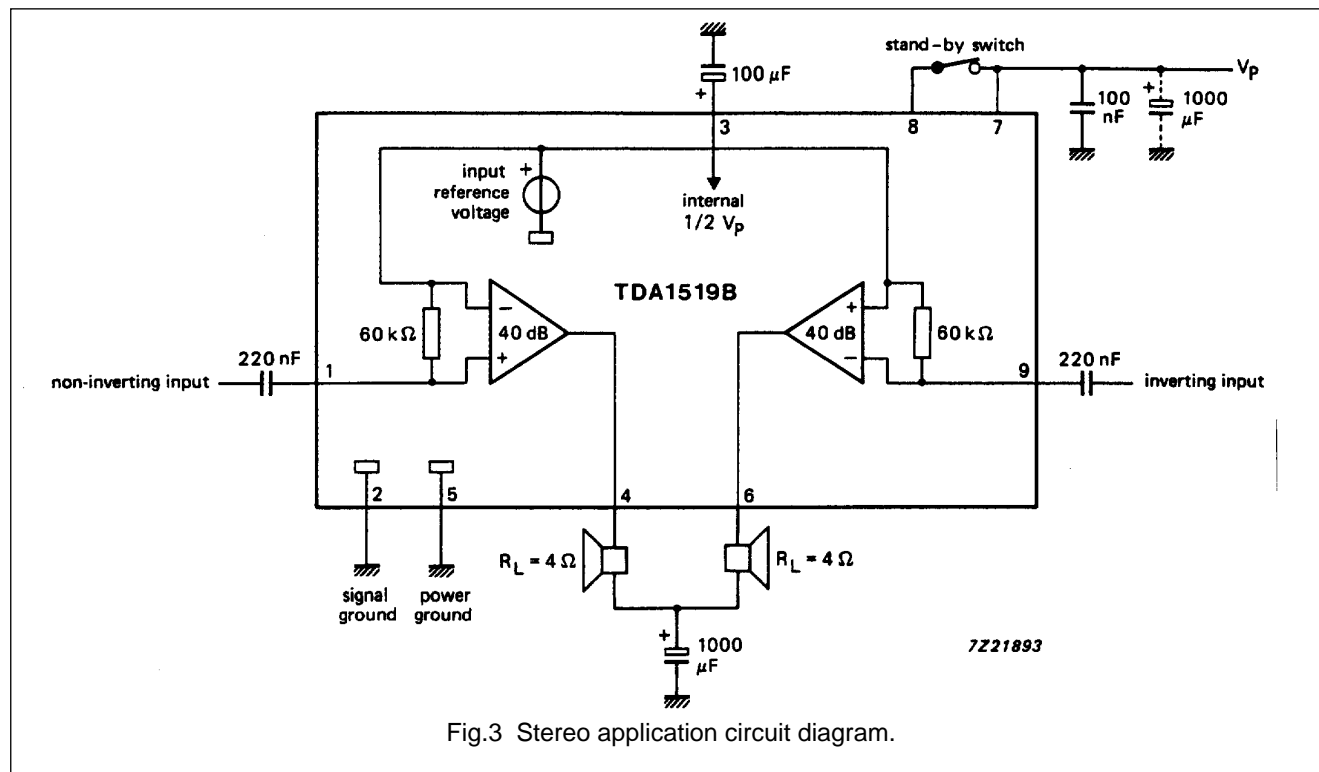 stand-by switch
100 µF
+
VP
100
nF
+
1000
µF
3
8
7
input
reference
voltage
+
internal
1/2 VP
TDA1519B
60 kΩ
−
40 dB
+
+
40 dB
−
60 kΩ
220 nF
non-inverting input
1
9
220 nF
inverting input
2
5
4
6
RL = 4 Ω
RL = 4 Ω
signal
ground
power
ground
+
1000
µF
7Z21893
Fig.3 Stereo application circuit diagram.